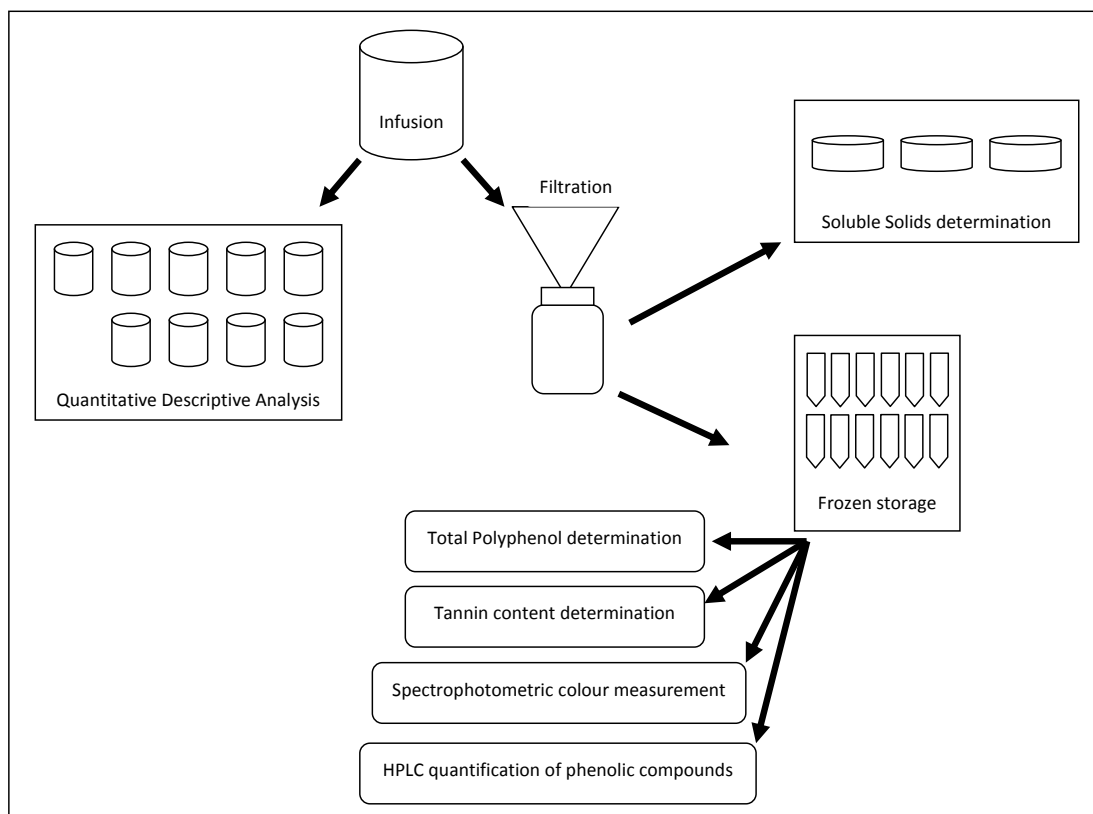 Infusion
Filtration
Soluble Solids determination
Quantitative Descriptive Analysis
Frozen storage
Total Polyphenol determination
Tannin content determination
Spectrophotometric colour measurement
HPLC quantification of phenolic compounds